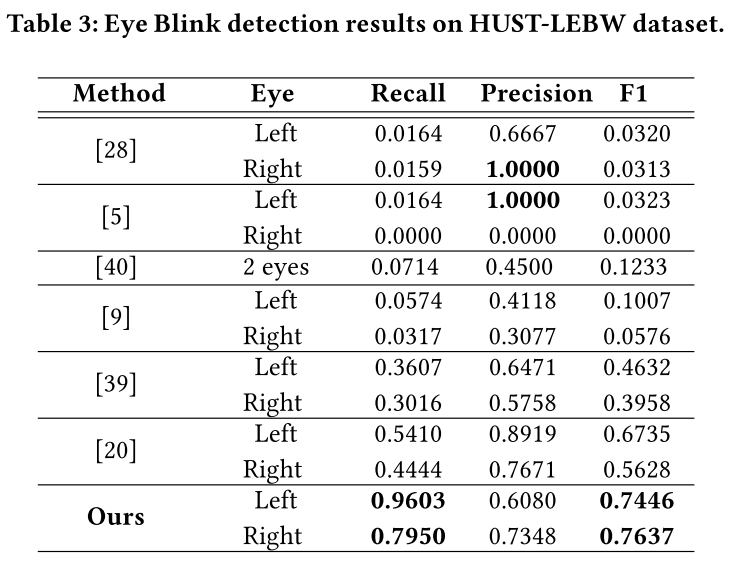 Table 3: Eye Blink detection results on HUST-LEBW dataset.
Method Eye Recall Precision F1
[28] Left 0.0164 0.6667 0.0320
Right 0.0159 1.0000 0.0313
[5] Left 0.0164 1.0000 0.0323
Right 0.0000 0.0000 0.0000
[40] 2 eyes 0.0714 0.4500 0.1233
[9] Left 0.0574 0.4118 0.1007
Right 0.0317 0.3077 0.0576
[39] Left 0.3607 0.6471 0.4632
Right 0.3016 0.5758 0.3958
[20] Left 0.5410 0.8919 0.6735
Right 0.4444 0.7671 0.5628
Ours Left 0.9603 0.6080 0.7446
Right 0.7950 0.7348 0.7637